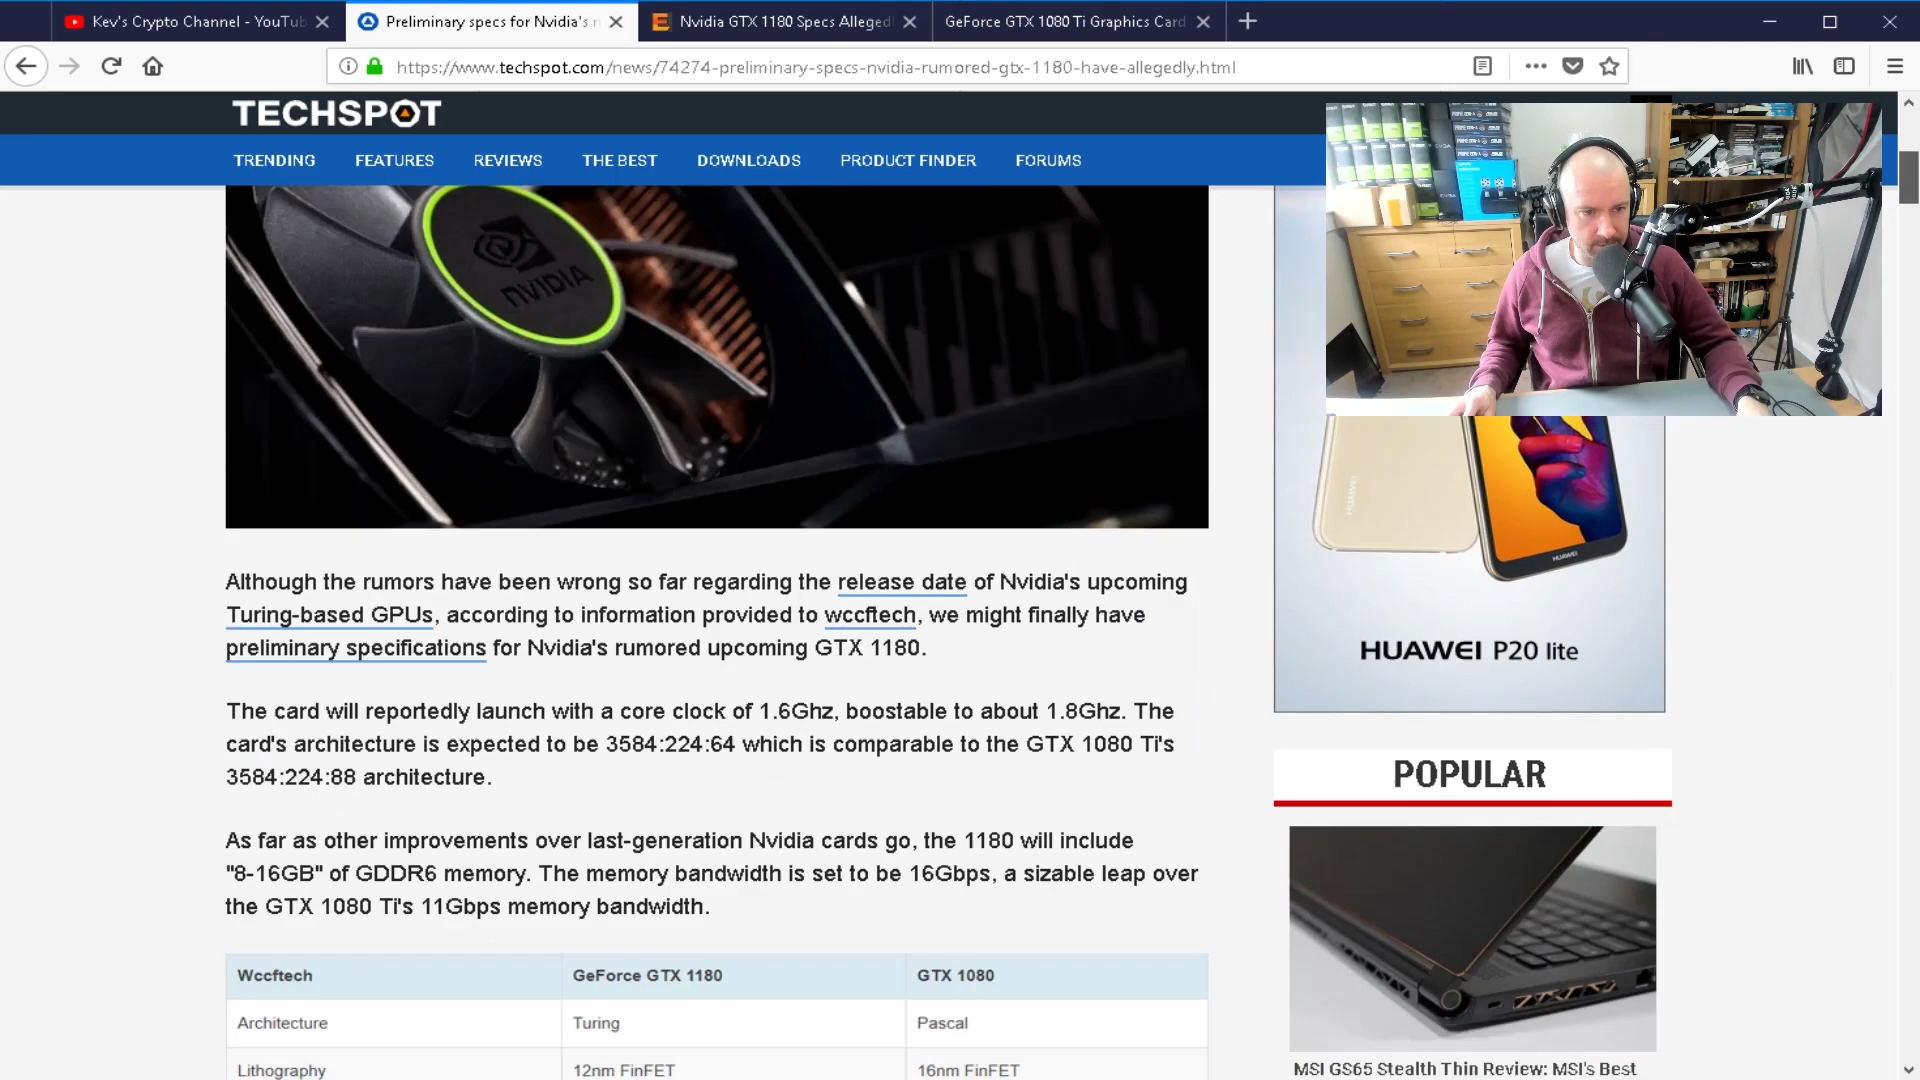 Kev's Crypto Channel - YouTub
Preliminary specs for Nvidia's r
Nvidia GTX 1180 Specs Alleged
GeForce GTX 1080 Ti Graphics Card
https://www.techspot.com/news/74274-preliminary-specs-nvidia-rumored-gtx-1180-have-allegedly.html
TECHSPOT
TRENDING FEATURES REVIEWS THE BEST DOWNLOADS PRODUCT FINDER FORUMS
NVIDIA
Although the rumors have been wrong so far regarding the release date of Nvidia's upcoming
Turing-based GPUs, according to information provided to wccftech, we might finally have
preliminary specifications for Nvidia's rumored upcoming GTX 1180.
The card will reportedly launch with a core clock of 1.6Ghz, boostable to about 1.8Ghz. The
card's architecture is expected to be 3584:224:64 which is comparable to the GTX 1080 Ti's
3584:224:88 architecture.
As far as other improvements over last-generation Nvidia cards go, the 1180 will include
"8-16GB" of GDDR6 memory. The memory bandwidth is set to be 16Gbps, a sizable leap over
the GTX 1080 Ti's 11Gbps memory bandwidth.
Wccftech GeForce GTX 1180 GTX 1080
Architecture Turing Pascal
Lithography 12nm FinFET 16nm FinFET
HUAWEI
HUAWEI
HUAWEI P20 lite
POPULAR
MSI GS65 Stealth Thin Review: MSI's Best